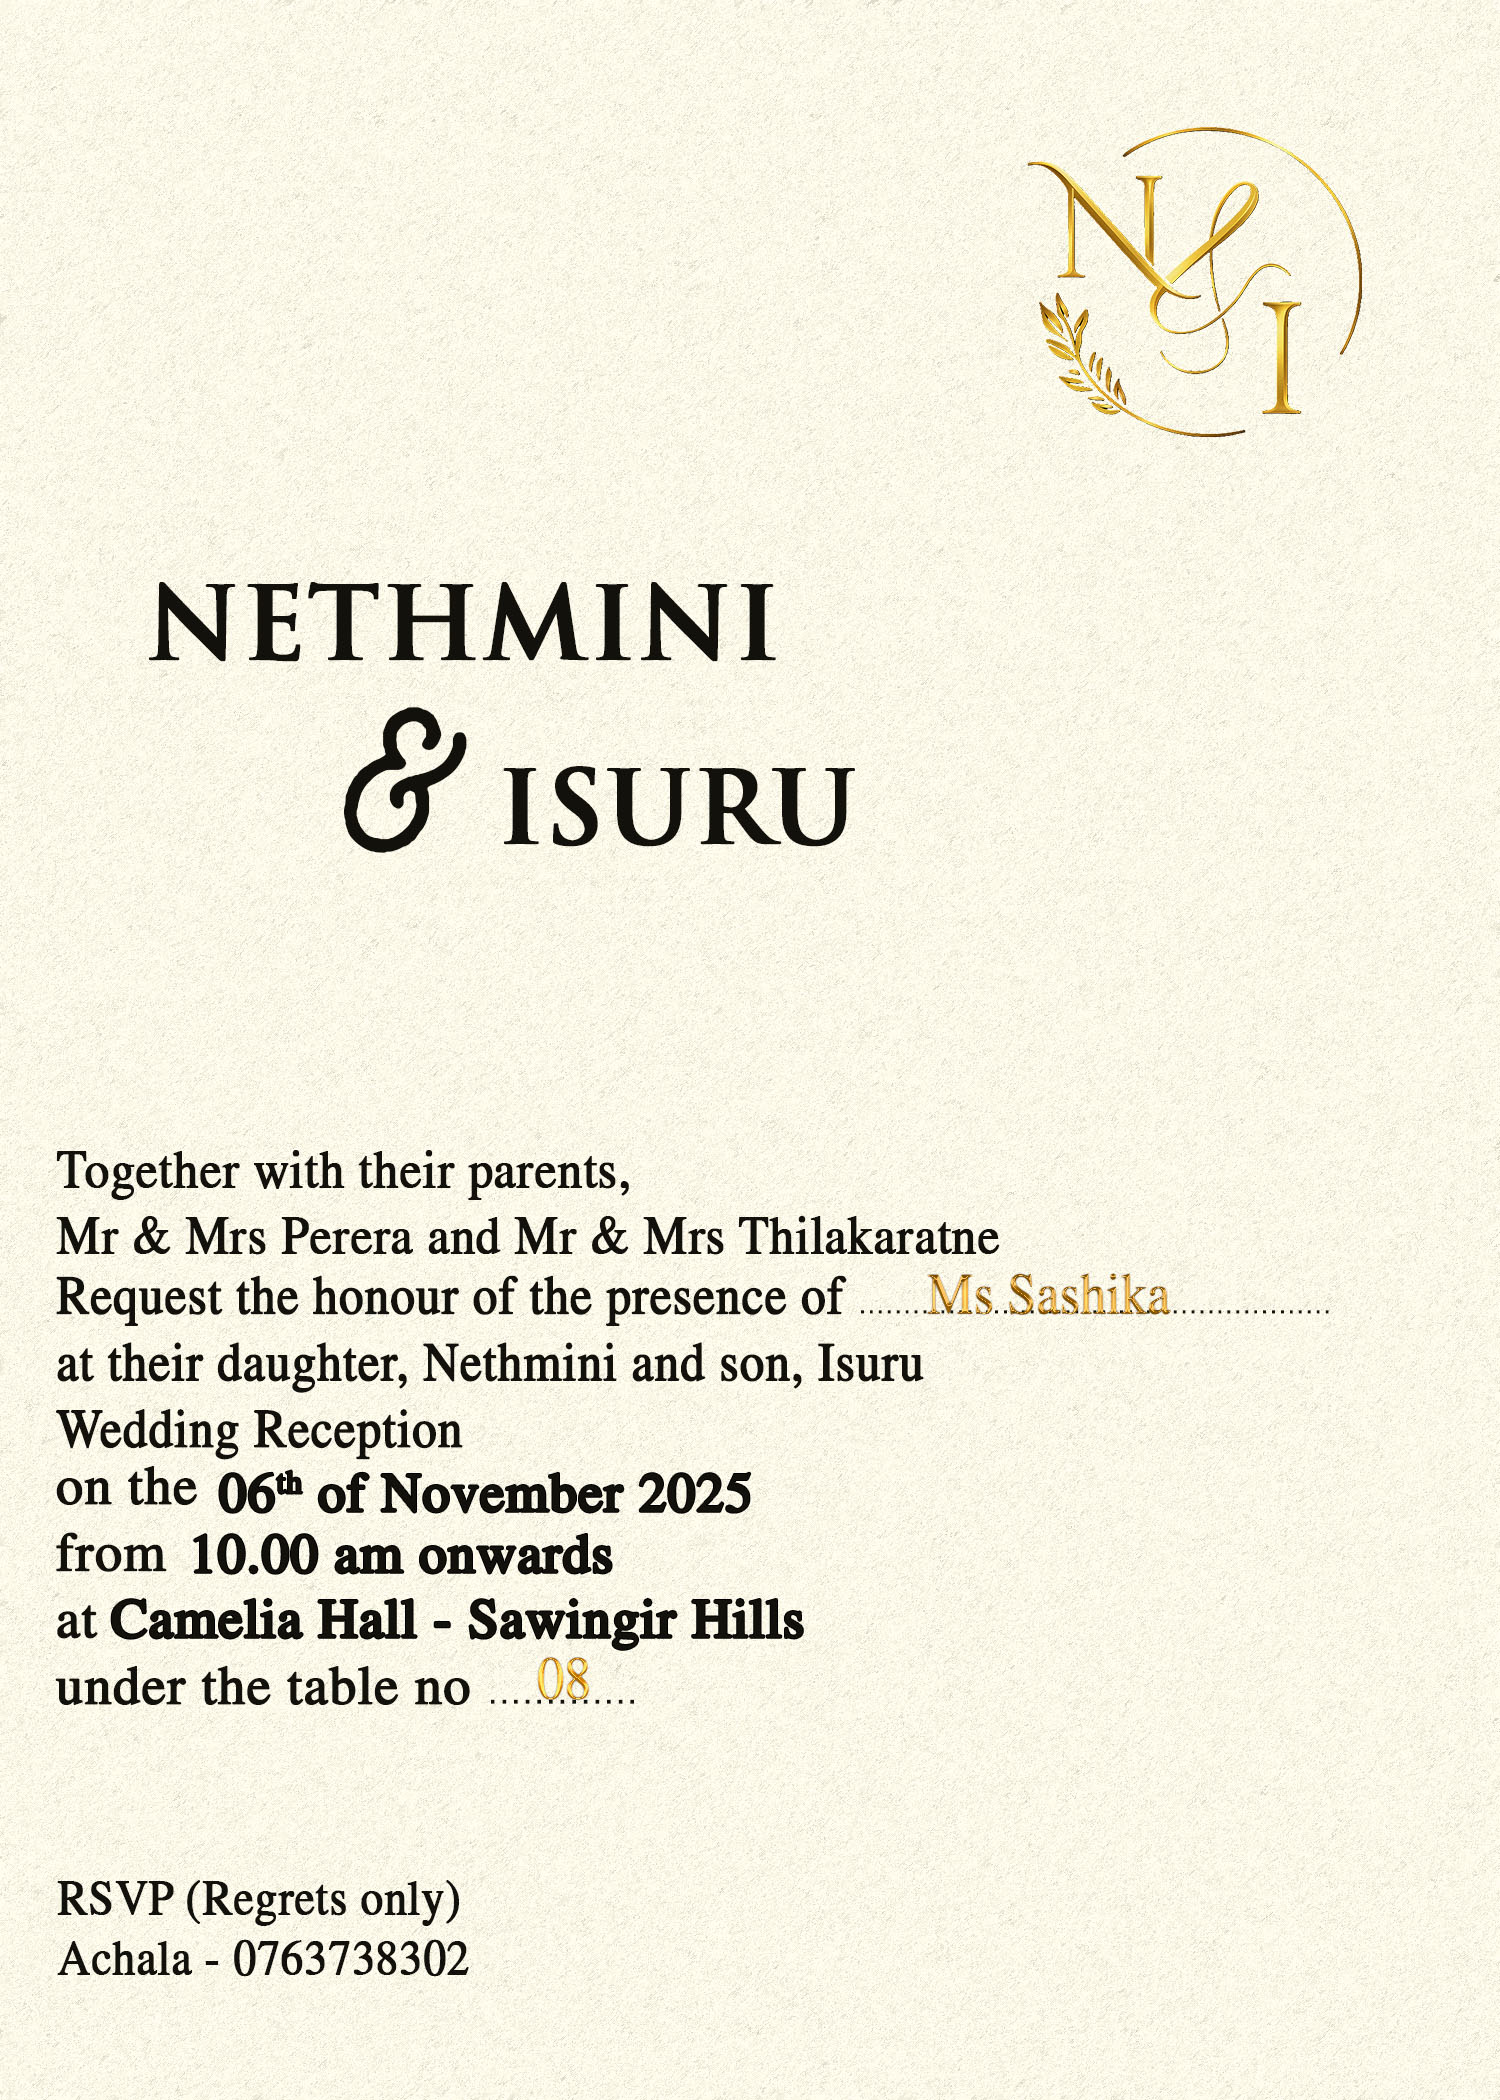 N & I
NETHMINI
& ISURU
Together with their parents,
Mr & Mrs Perera and Mr & Mrs Thilakaratne
Request the honour of the presence of ........Ms Sashika........
at their daughter, Nethmini and son, Isuru
Wedding Reception
on the 06th of November 2025
from 10.00 am onwards
at Camelia Hall - Sawingir Hills
under the table no ....08....
RSVP (Regrets only)
Achala - 0763738302